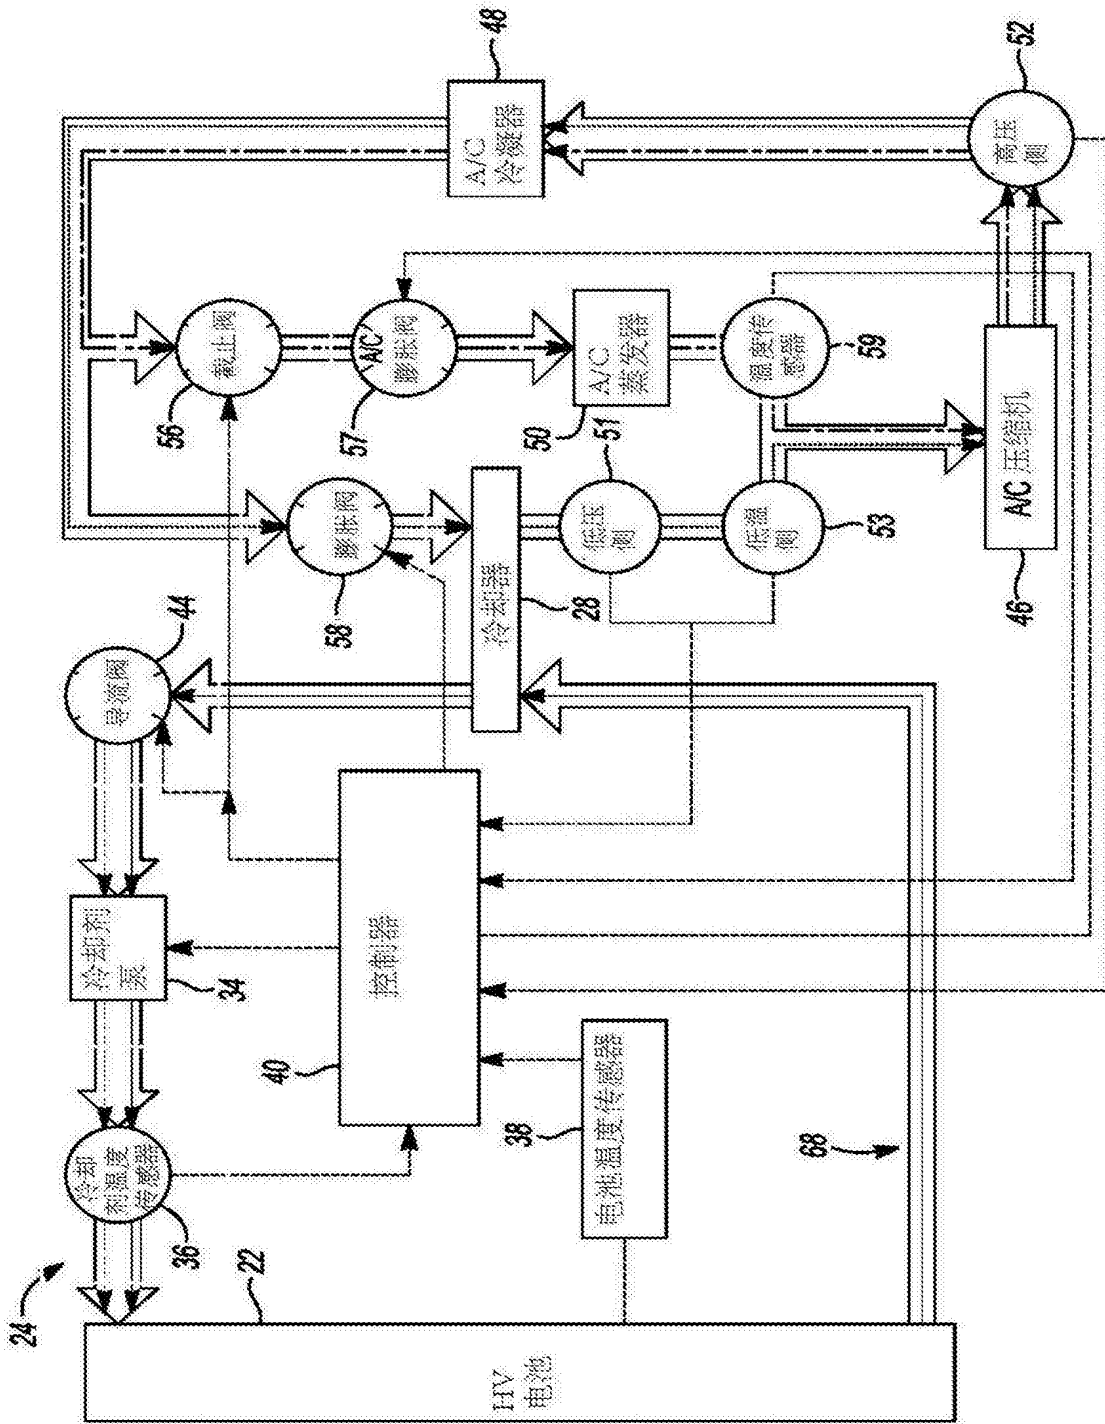 24
HV
电池
22
冷却
剂温度
传感器
36
冷却剂
泵
34
导流阀
44
控制器
40
电池温度传感器
38
68
冷却器
28
膨胀阀
58
截止阀
56
A/C
膨胀阀
57
A/C
蒸发器
50
低压
侧
51
低温
侧
53
温度传
感器
59
A/C
冷凝器
48
高压
侧
52
A/C 压缩机
46